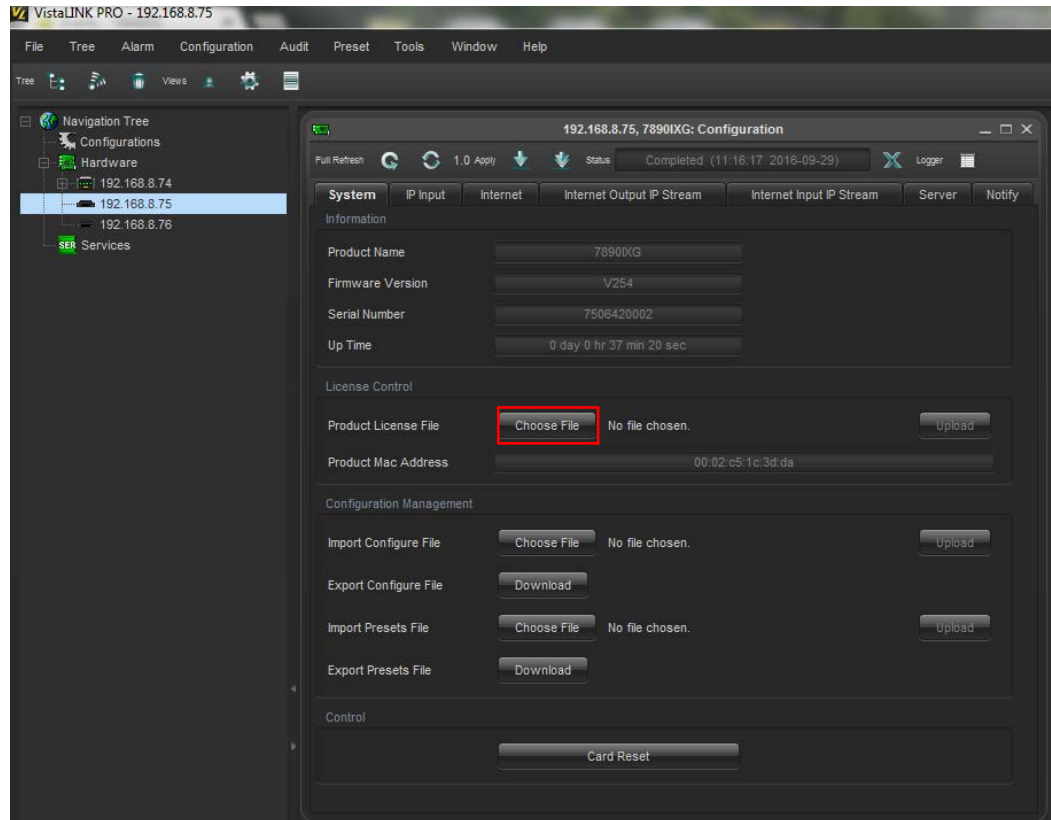 VistaLINK PRO - 192.168.8.75
File Tree Alarm Configuration Audit Preset Tools Window Help
Tree Views
Navigation Tree
Configurations
Hardware
192.168.8.74
192.168.8.75
192.168.8.76
SER Services
192.168.8.75, 7890IXG: Configuration
Full Refresh 1.0 Apply Status Completed (11:16:17 2016-09-29) Logger
System IP Input Internet Internet Output IP Stream Internet Input IP Stream Server Notify
Information
Product Name 7890IXG
Firmware Version V254
Serial Number 7506420002
Up Time 0 day 0 hr 37 min 20 sec
License Control
Product License File Choose File No file chosen. Upload
Product Mac Address 00:02:c5:1c:3d:da
Configuration Management
Import Configure File Choose File No file chosen. Upload
Export Configure File Download
Import Presets File Choose File No file chosen. Upload
Export Presets File Download
Control
Card Reset